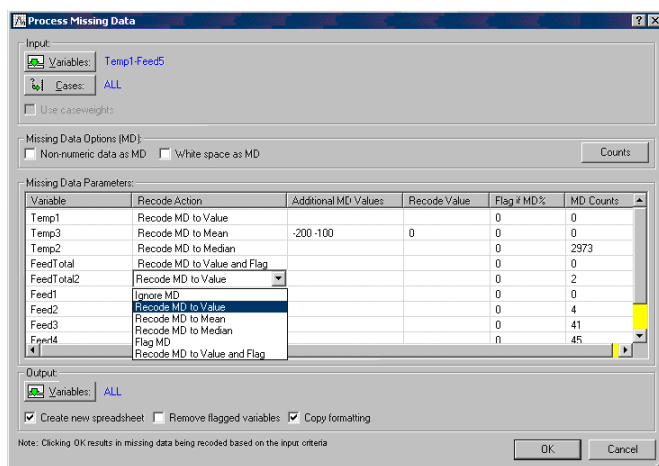 Process Missing Data
Input:
Variables: Temp1-Feed5
Cases: ALL
Use caseweights
Missing Data Options (MD):
Non-numeric data as MD White space as MD Counts
Missing Data Parameters:
Variable Recode Action Additional MD Values Recode Value Flag if MD% MD Counts
Temp1 Recode MD to Value 0 0
Temp3 Recode MD to Mean -200 -100 0 0 0
Temp2 Recode MD to Median 0 2973
FeedTotal Recode MD to Value and Flag 0 0
FeedTotal2 Recode MD to Value 0 2
Feed1 Ignore MD 0 0
Feed2 Recode MD to Value 0 4
Recode MD to Mean
Feed3 Recode MD to Median 0 41
Flag MD
Feed4 Recode MD to Value and Flag 0 45
Output:
Variables: ALL
Create new spreadsheet Remove flagged variables Copy formatting
Note: Clicking OK results in missing data being recoded based on the input criteria
OK Cancel